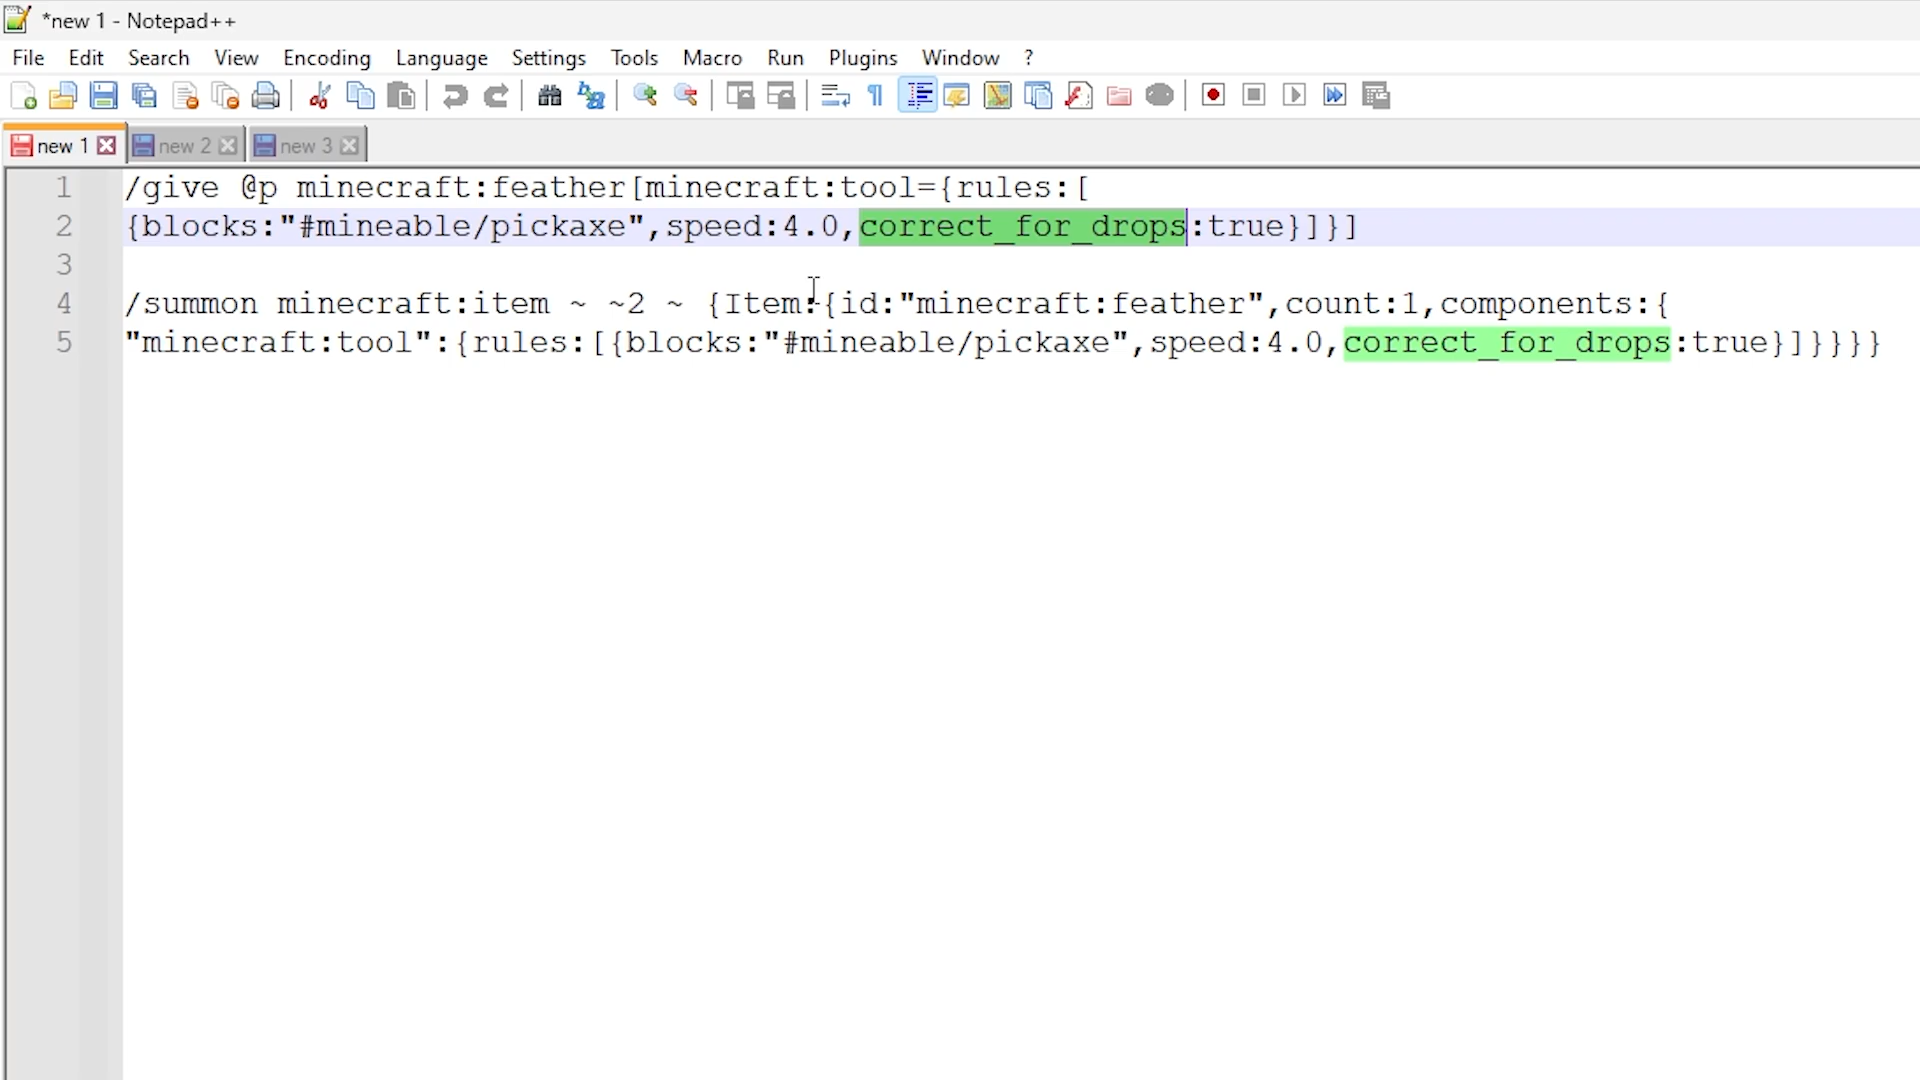 *new 1 - Notepad++
File Edit Search View Encoding Language Settings Tools Macro Run Plugins Window ?
new 1 new 2 new 3
1 /give @p minecraft:feather[minecraft:tool={rules:[
2 {blocks:"#mineable/pickaxe",speed:4.0,correct_for_drops:true}]}]
3
4 /summon minecraft:item ~ ~2 ~ {Item:{id:"minecraft:feather",count:1,components:{
5 "minecraft:tool":{rules:[{blocks:"#mineable/pickaxe",speed:4.0,correct_for_drops:true}]}}}}